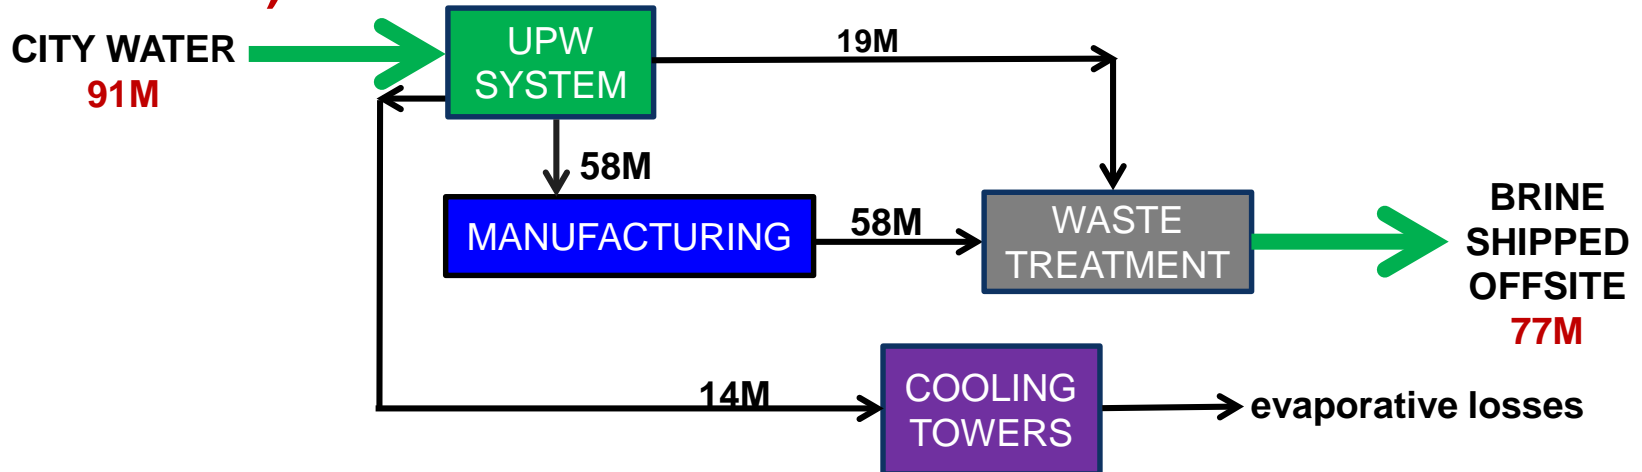 )
CITY WATER
91M
UPW
SYSTEM
19M
58M
MANUFACTURING
58M
WASTE
TREATMENT
BRINE
SHIPPED
OFFSITE
77M
14M
COOLING
TOWERS
evaporative losses